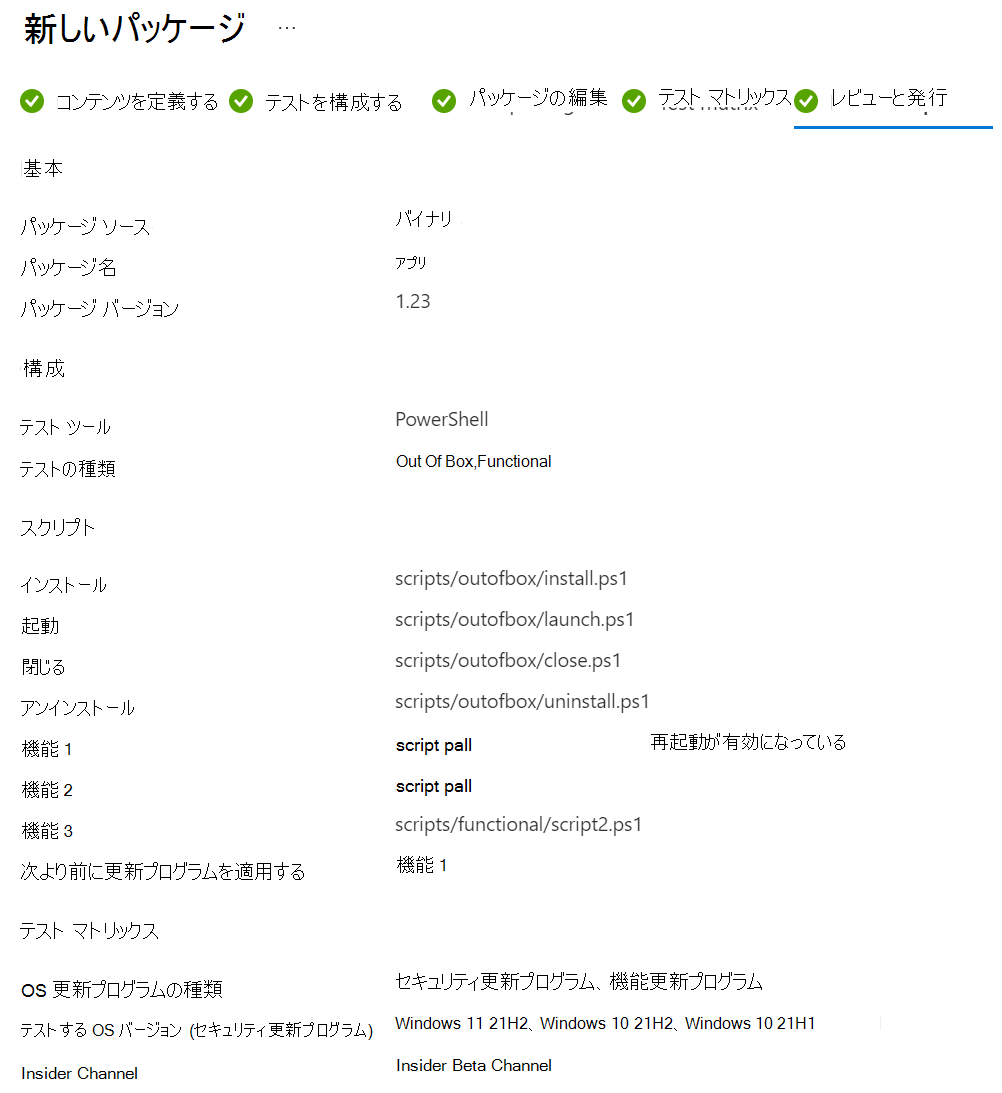 新しいパッケージ ...
コンテンツを定義する テストを構成する パッケージの編集 テスト マトリックス レビューと発行
基本
パッケージ ソース バイナリ
パッケージ名 アプリ
パッケージ バージョン 1.23
構成
テスト ツール PowerShell
テストの種類 Out Of Box,Functional
スクリプト
インストール scripts/outofbox/install.ps1
起動 scripts/outofbox/launch.ps1
閉じる scripts/outofbox/close.ps1
アンインストール scripts/outofbox/uninstall.ps1
機能 1 script pall 再起動が有効になっている
機能 2 script pall
機能 3 scripts/functional/script2.ps1
次より前に更新プログラムを適用する 機能 1
テスト マトリックス
OS 更新プログラムの種類 セキュリティ更新プログラム、機能更新プログラム
テストする OS バージョン (セキュリティ更新プログラム) Windows 11 21H2、Windows 10 21H2、Windows 10 21H1
Insider Channel Insider Beta Channel